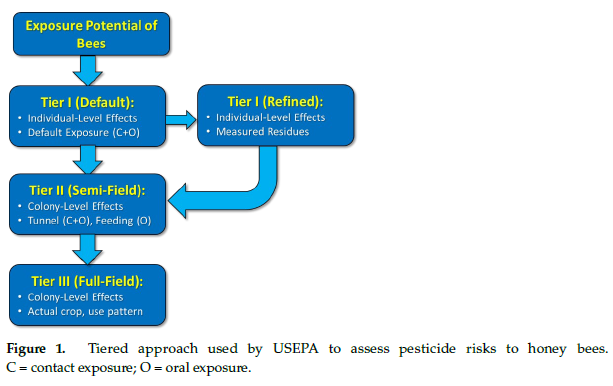 Exposure Potential of
Bees
Tier I (Default):
• Individual-Level Effects
• Default Exposure (C+O)
Tier I (Refined):
• Individual-Level Effects
• Measured Residues
Tier II (Semi-Field):
• Colony-Level Effects
• Tunnel (C+O), Feeding (O)
Tier III (Full-Field):
• Colony-Level Effects
• Actual crop, use pattern
Figure 1. Tiered approach used by USEPA to assess pesticide risks to honey bees.
C = contact exposure; O = oral exposure.